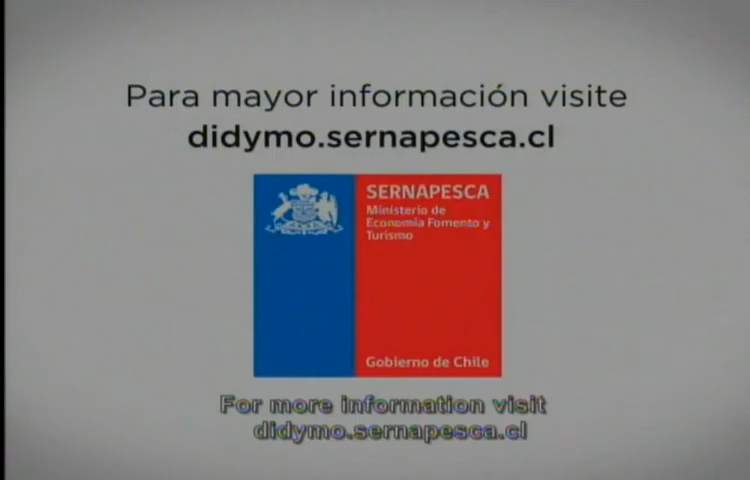 Para mayor información visite
didymo.sernapesca.cl
SERNAPESCA
Ministerio de
Economía Fomento y
Turismo
Gobierno de Chile
For more information visit
didymo.sernapesca.cl